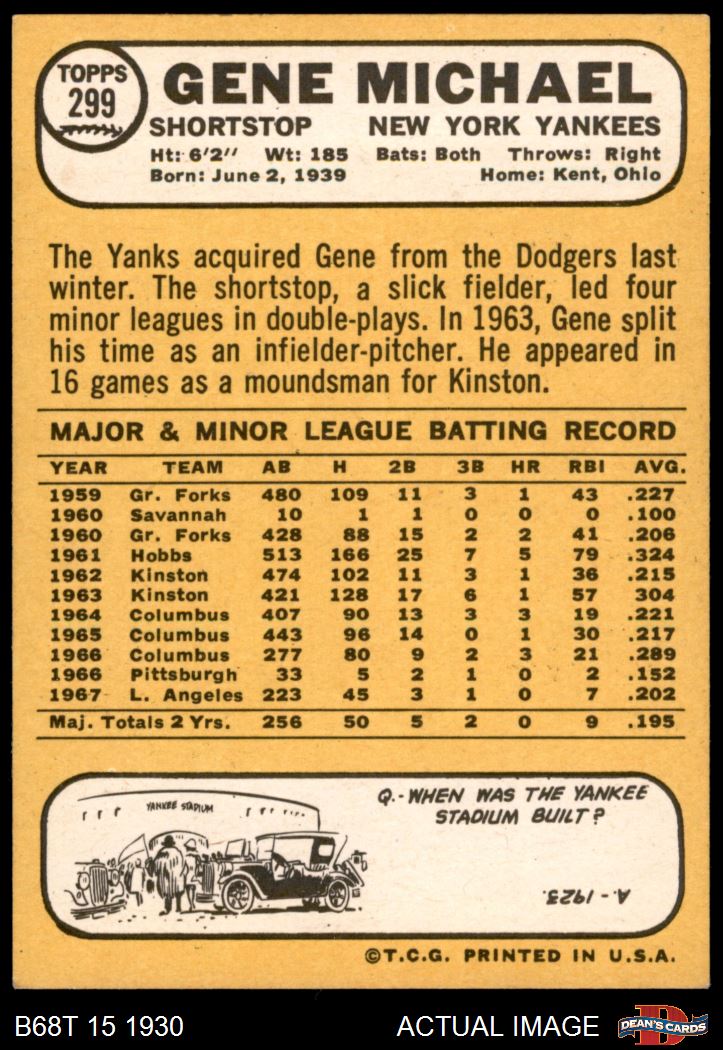 TOPPS
299
GENE MICHAEL
SHORTSTOP NEW YORK YANKEES
Ht: 6'2" Wt: 185 Bats: Both Throws: Right
Born: June 2, 1939 Home: Kent, Ohio
The Yanks acquired Gene from the Dodgers last
winter. The shortstop, a slick fielder, led four
minor leagues in double-plays. In 1963, Gene split
his time as an infielder-pitcher. He appeared in
16 games as a moundsman for Kinston.
MAJOR & MINOR LEAGUE BATTING RECORD
YEAR TEAM AB H 2B 3B HR RBI AVG.
1959 Gr. Forks 480 109 11 3 1 43 .227
1960 Savannah 10 1 1 0 0 0 .100
1960 Gr. Forks 428 88 15 2 2 41 .206
1961 Hobbs 513 166 25 7 5 79 .324
1962 Kinston 474 102 11 3 1 36 .215
1963 Kinston 421 128 17 6 1 57 304
1964 Columbus 407 90 13 3 3 19 .221
1965 Columbus 443 96 14 0 1 30 .217
1966 Columbus 277 80 9 2 3 21 .289
1966 Pittsburgh 33 5 2 1 0 2 .152
1967 L. Angeles 223 45 3 1 0 7 .202
Maj. Totals 2 Yrs. 256 50 5 2 0 9 .195
YANKEE STADIUM
Q.-WHEN WAS THE YANKEE
STADIUM BUILT?
A.-1923.
©T.C.G. PRINTED IN U.S.A.
B68T 15 1930 ACTUAL IMAGE
D
DEAN'S CARDS